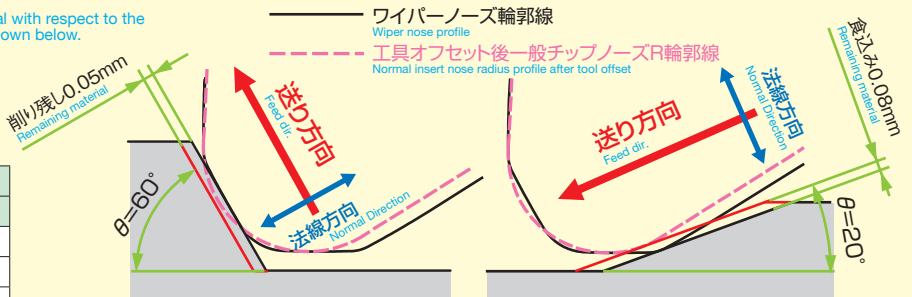 al with respect to the
own below.
ワイパーノーズ輪郭線
Wiper nose profile
工具オフセット後一般チップノーズR輪郭線
Normal insert nose radius profile after tool offset
削り残し0.05mm
Remaining material
送り方向
Feed dir.
法線方向
Normal Direction
θ=60°
送り方向
Feed dir.
法線方向
Normal Direction
食込み0.08mm
Remaining material
θ=20°